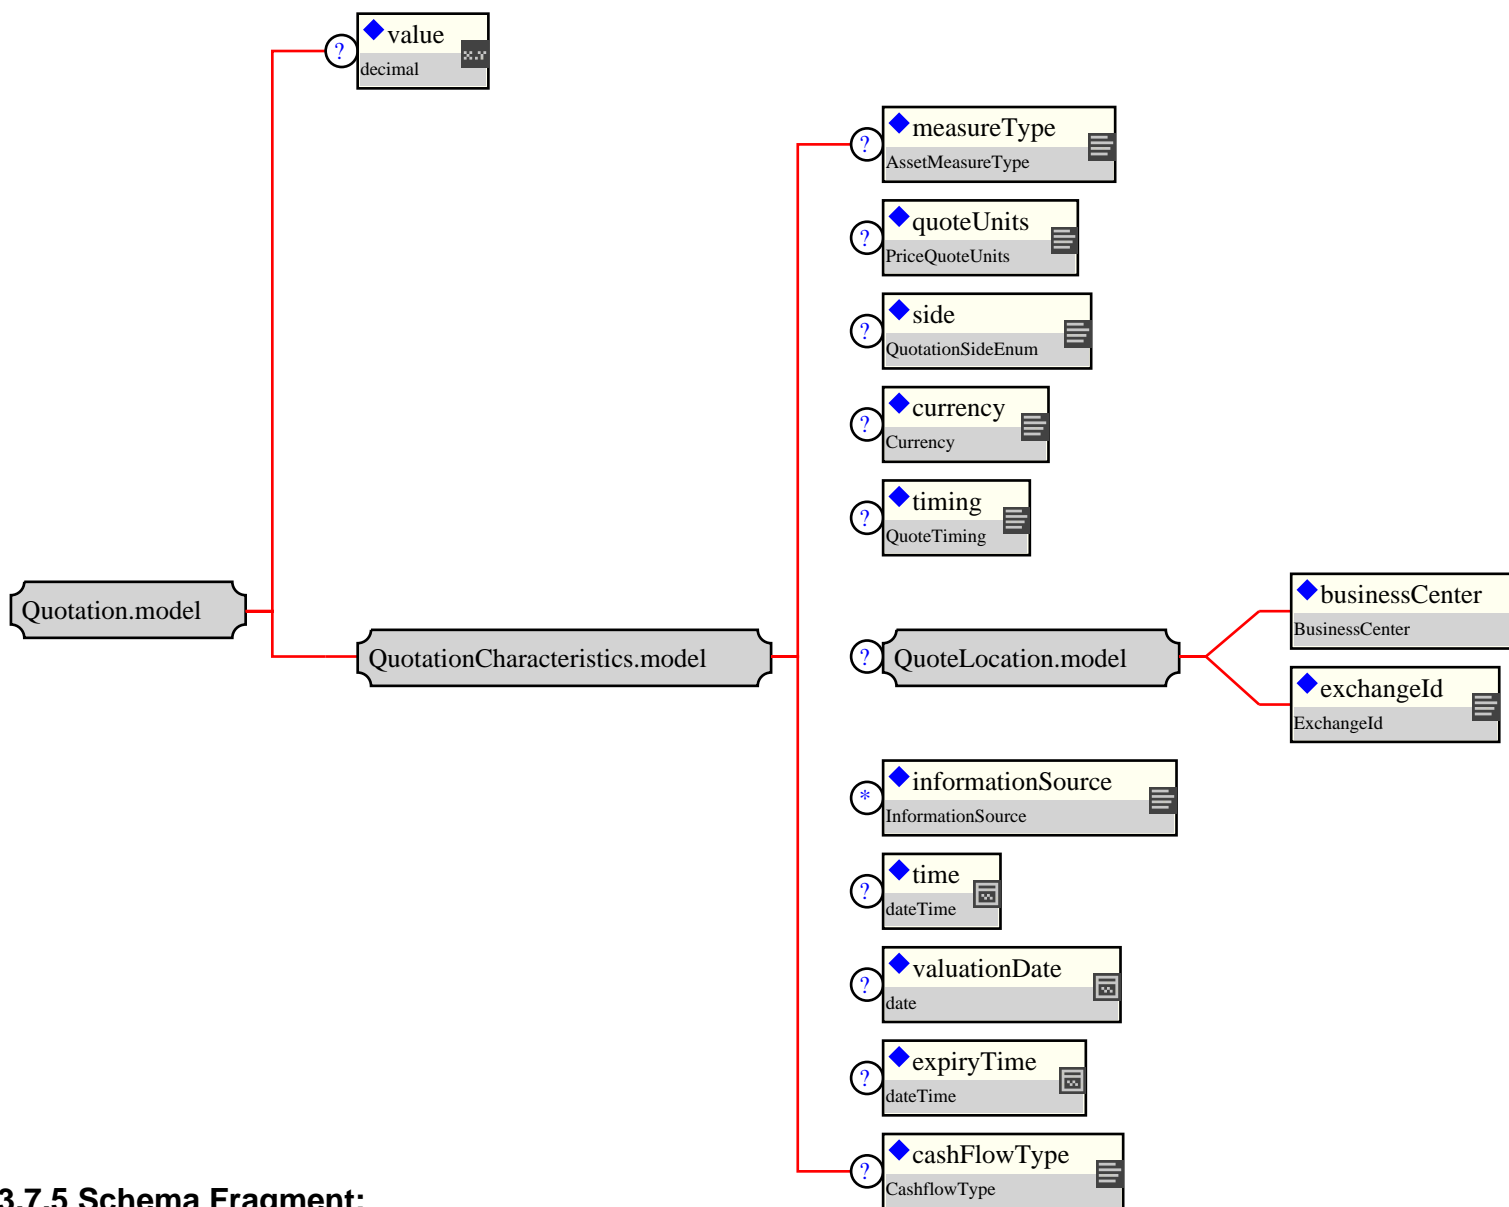 value
decimal
measureType
AssetMeasureType
quoteUnits
PriceQuoteUnits
side
QuotationSideEnum
currency
Currency
timing
QuoteTiming
Quotation.model
QuotationCharacteristics.model
QuoteLocation.model
businessCenter
BusinessCenter
exchangeId
ExchangeId
informationSource
InformationSource
time
dateTime
valuationDate
date
expiryTime
dateTime
cashFlowType
CashflowType
3.7.5 Schema Fragment: